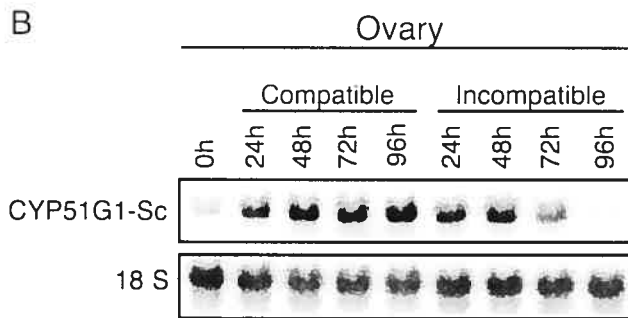 B
Ovary
Compatible Incompatible
0h 24h 48h 72h 96h 24h 48h 72h 96h
CYP51G1-Sc
18 S